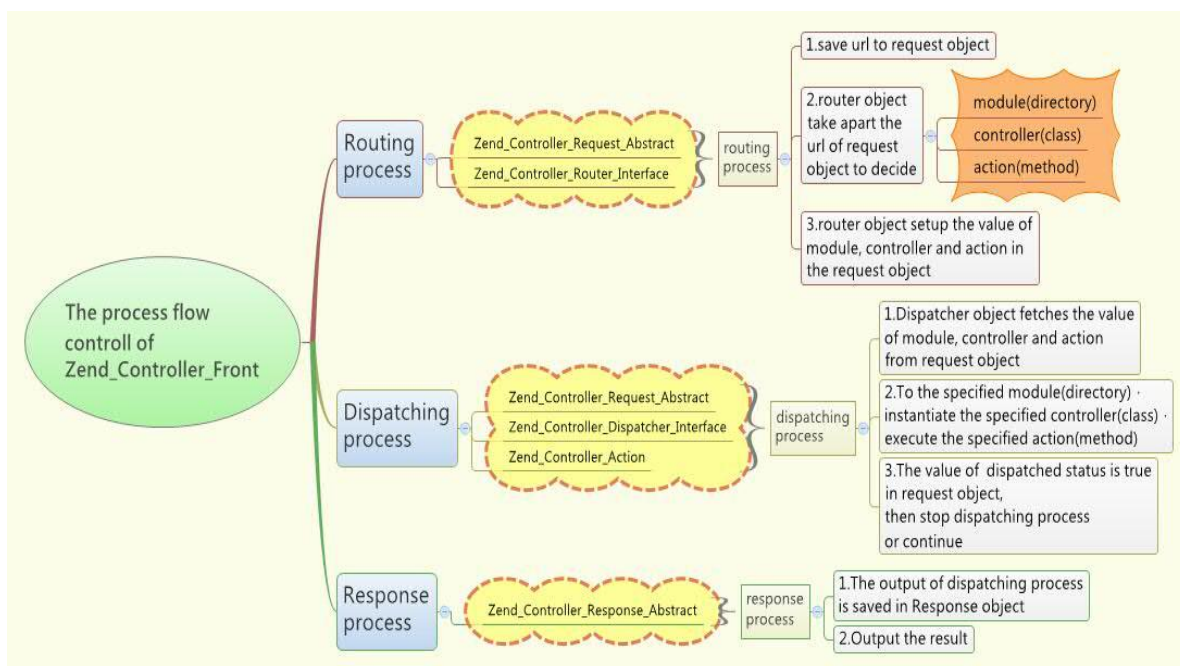 The process flow
controll of
Zend_Controller_Front
Routing
process
Zend_Controller_Request_Abstract
Zend_Controller_Router_Interface
routing
process
1.save url to request object
2.router object
take apart the
url of request
object to decide
module(directory)
controller(class)
action(method)
3.router object setup the value of
module, controller and action in
the request object
Dispatching
process
Zend_Controller_Request_Abstract
Zend_Controller_Dispatcher_Interface
Zend_Controller_Action
dispatching
process
1.Dispatcher object fetches the value
of module, controller and action
from request object
2.To the specified module(directory) ·
instantiate the specified controller(class) ·
execute the specified action(method)
3.The value of dispatched status is true
in request object,
then stop dispatching process
or continue
Response
process
Zend_Controller_Response_Abstract
response
process
1.The output of dispatching process
is saved in Response object
2.Output the result